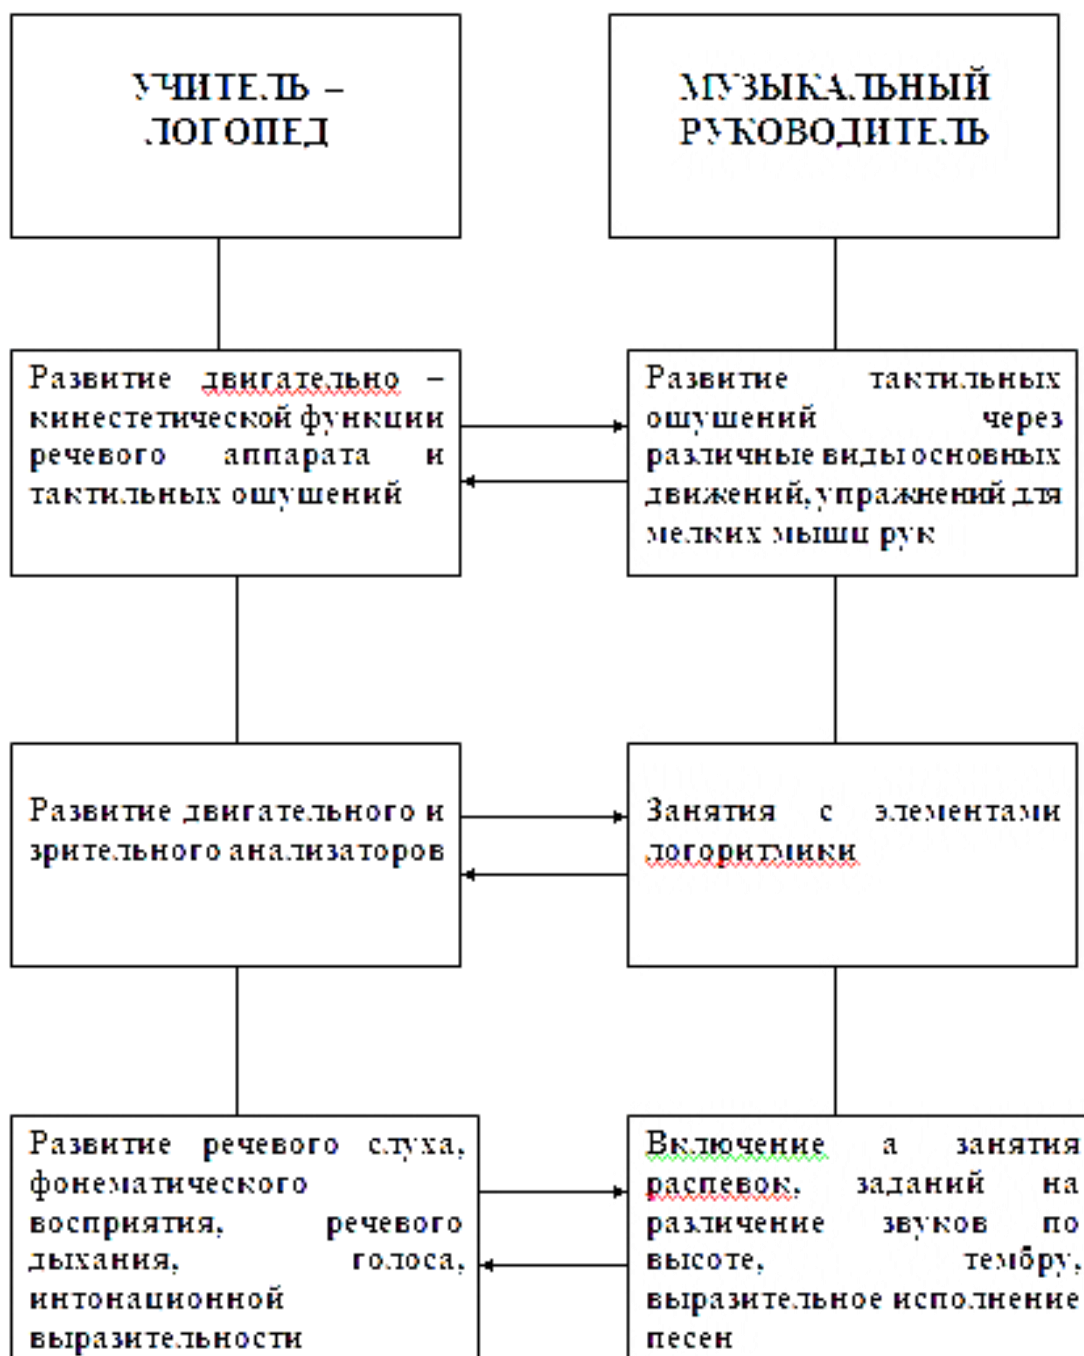 УЧИТЕЛЬ –
ЛОГОПЕД
МУЗЫКАЛЬНЫЙ
РУКОВОДИТЕЛЬ
Развитие двигательно –
кинестетической функции
речевого аппарата и
тактильных ощущений
Развитие тактильных
ощущений через
различные виды основных
движений, упражнений для
мелких мышц рук
Развитие двигательного и
зрительного анализаторов
Занятия с элементами
логоритмики
Развитие речевого слуха,
фонематического
восприятия, речевого
дыхания, голоса,
интонационной
выразительности
Включение а занятия
распевок, заданий на
различение звуков по
высоте, тембру,
выразительное исполнение
песен